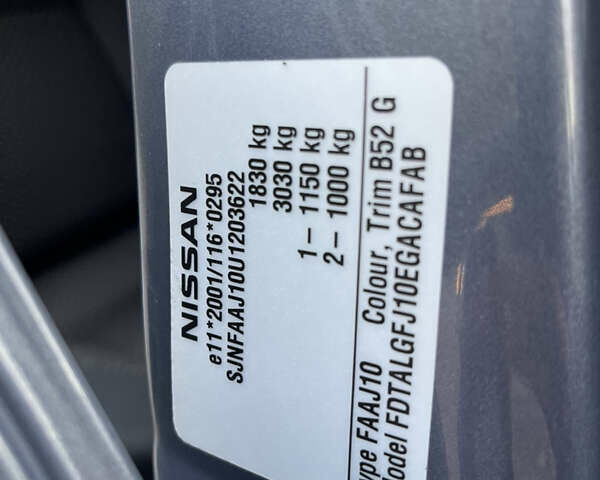 NISSAN
e11*2001/116*0295
SJNFAAJ10U1203622
1830 kg
3030 kg
1– 1150 kg
2– 1000 kg
ype FAAJ10 Colour, Trim B52 G
odel FDTALGFJ10EGACAFAB